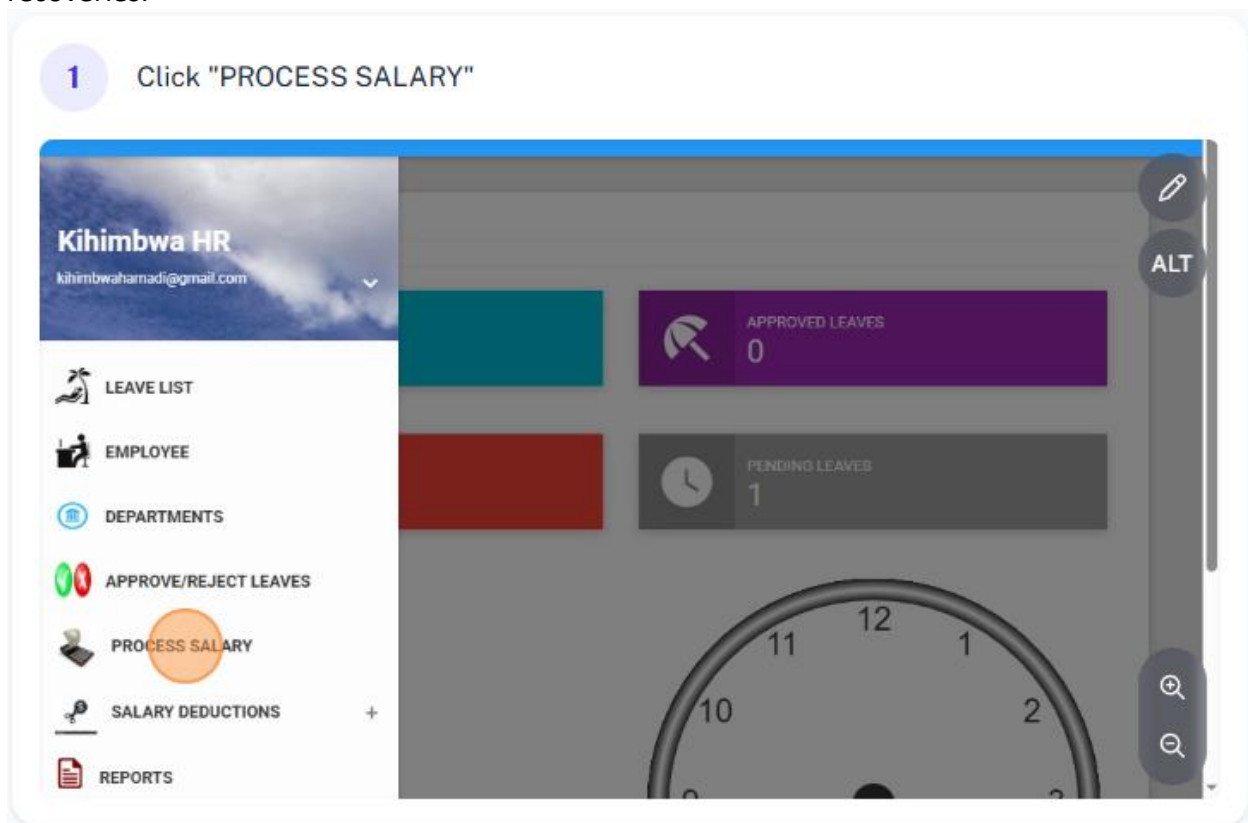 1 Click "PROCESS SALARY"
Kihimbwa HR
kihimbwahamadi@gmail.com
ALT
APPROVED LEAVES
0
LEAVE LIST
EMPLOYEE
PENDING LEAVES
1
DEPARTMENTS
APPROVE/REJECT LEAVES
PROCESS SALARY
SALARY DEDUCTIONS +
REPORTS
12
11 1
10 2